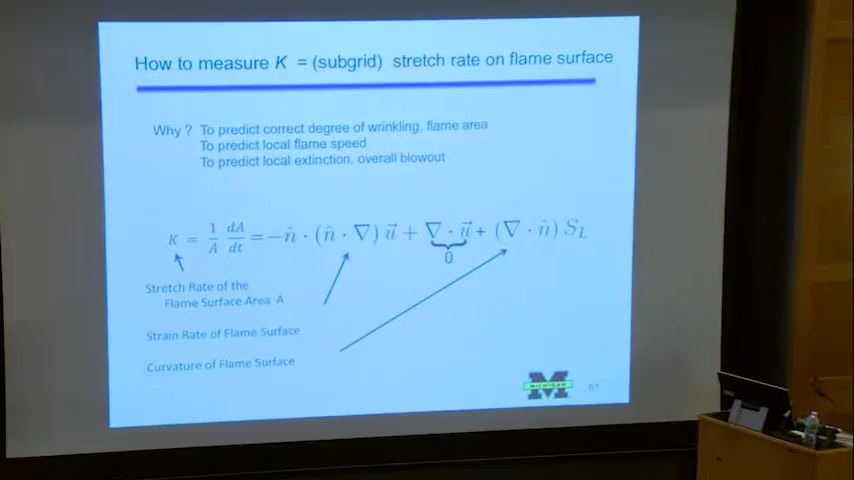 How to measure K = (subgrid) stretch rate on flame surface
Why ? To predict correct degree of wrinkling, flame area
To predict local flame speed
To predict local extinction, overall blowout
K = 1/A dA/dt = −n̂ · (n̂ · ∇) u⃗ + ∇ · u⃗ + (∇ · n̂) S_L
0
Stretch Rate of the
Flame Surface Area A
Strain Rate of Flame Surface
Curvature of Flame Surface
M
MICHIGAN
61